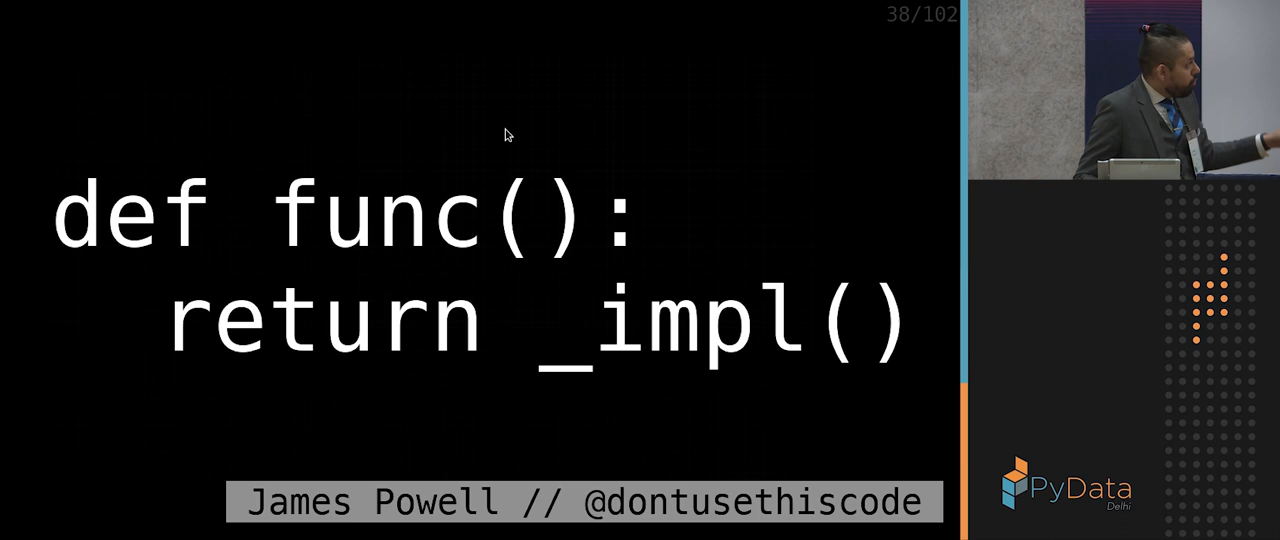 38/102
def func():
return _impl()
James Powell // @dontusethiscode
PyData
Delhi